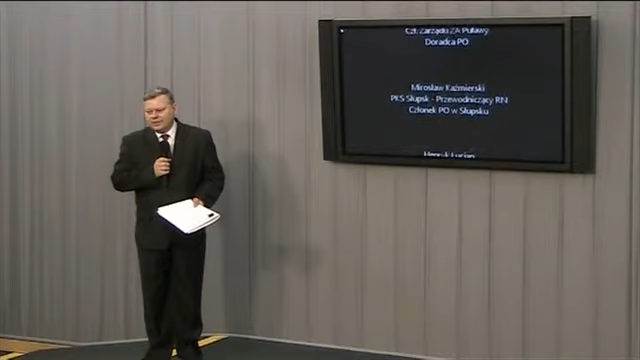 Czł. Zarządu ZA Puławy
Doradca PO
Mirosław Kaźmierski
PKS Słupsk - Przewodniczący RN
Członek PO w Słupsku